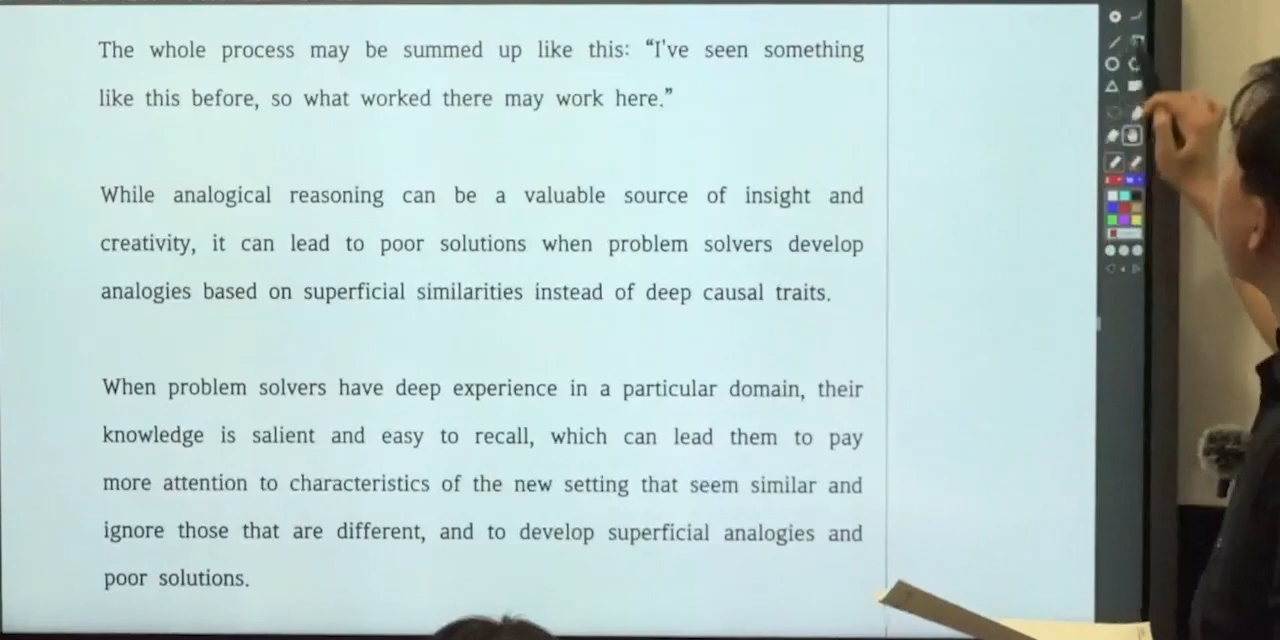 The whole process may be summed up like this: “I've seen something
like this before, so what worked there may work here.”
While analogical reasoning can be a valuable source of insight and
creativity, it can lead to poor solutions when problem solvers develop
analogies based on superficial similarities instead of deep causal traits.
When problem solvers have deep experience in a particular domain, their
knowledge is salient and easy to recall, which can lead them to pay
more attention to characteristics of the new setting that seem similar and
ignore those that are different, and to develop superficial analogies and
poor solutions.